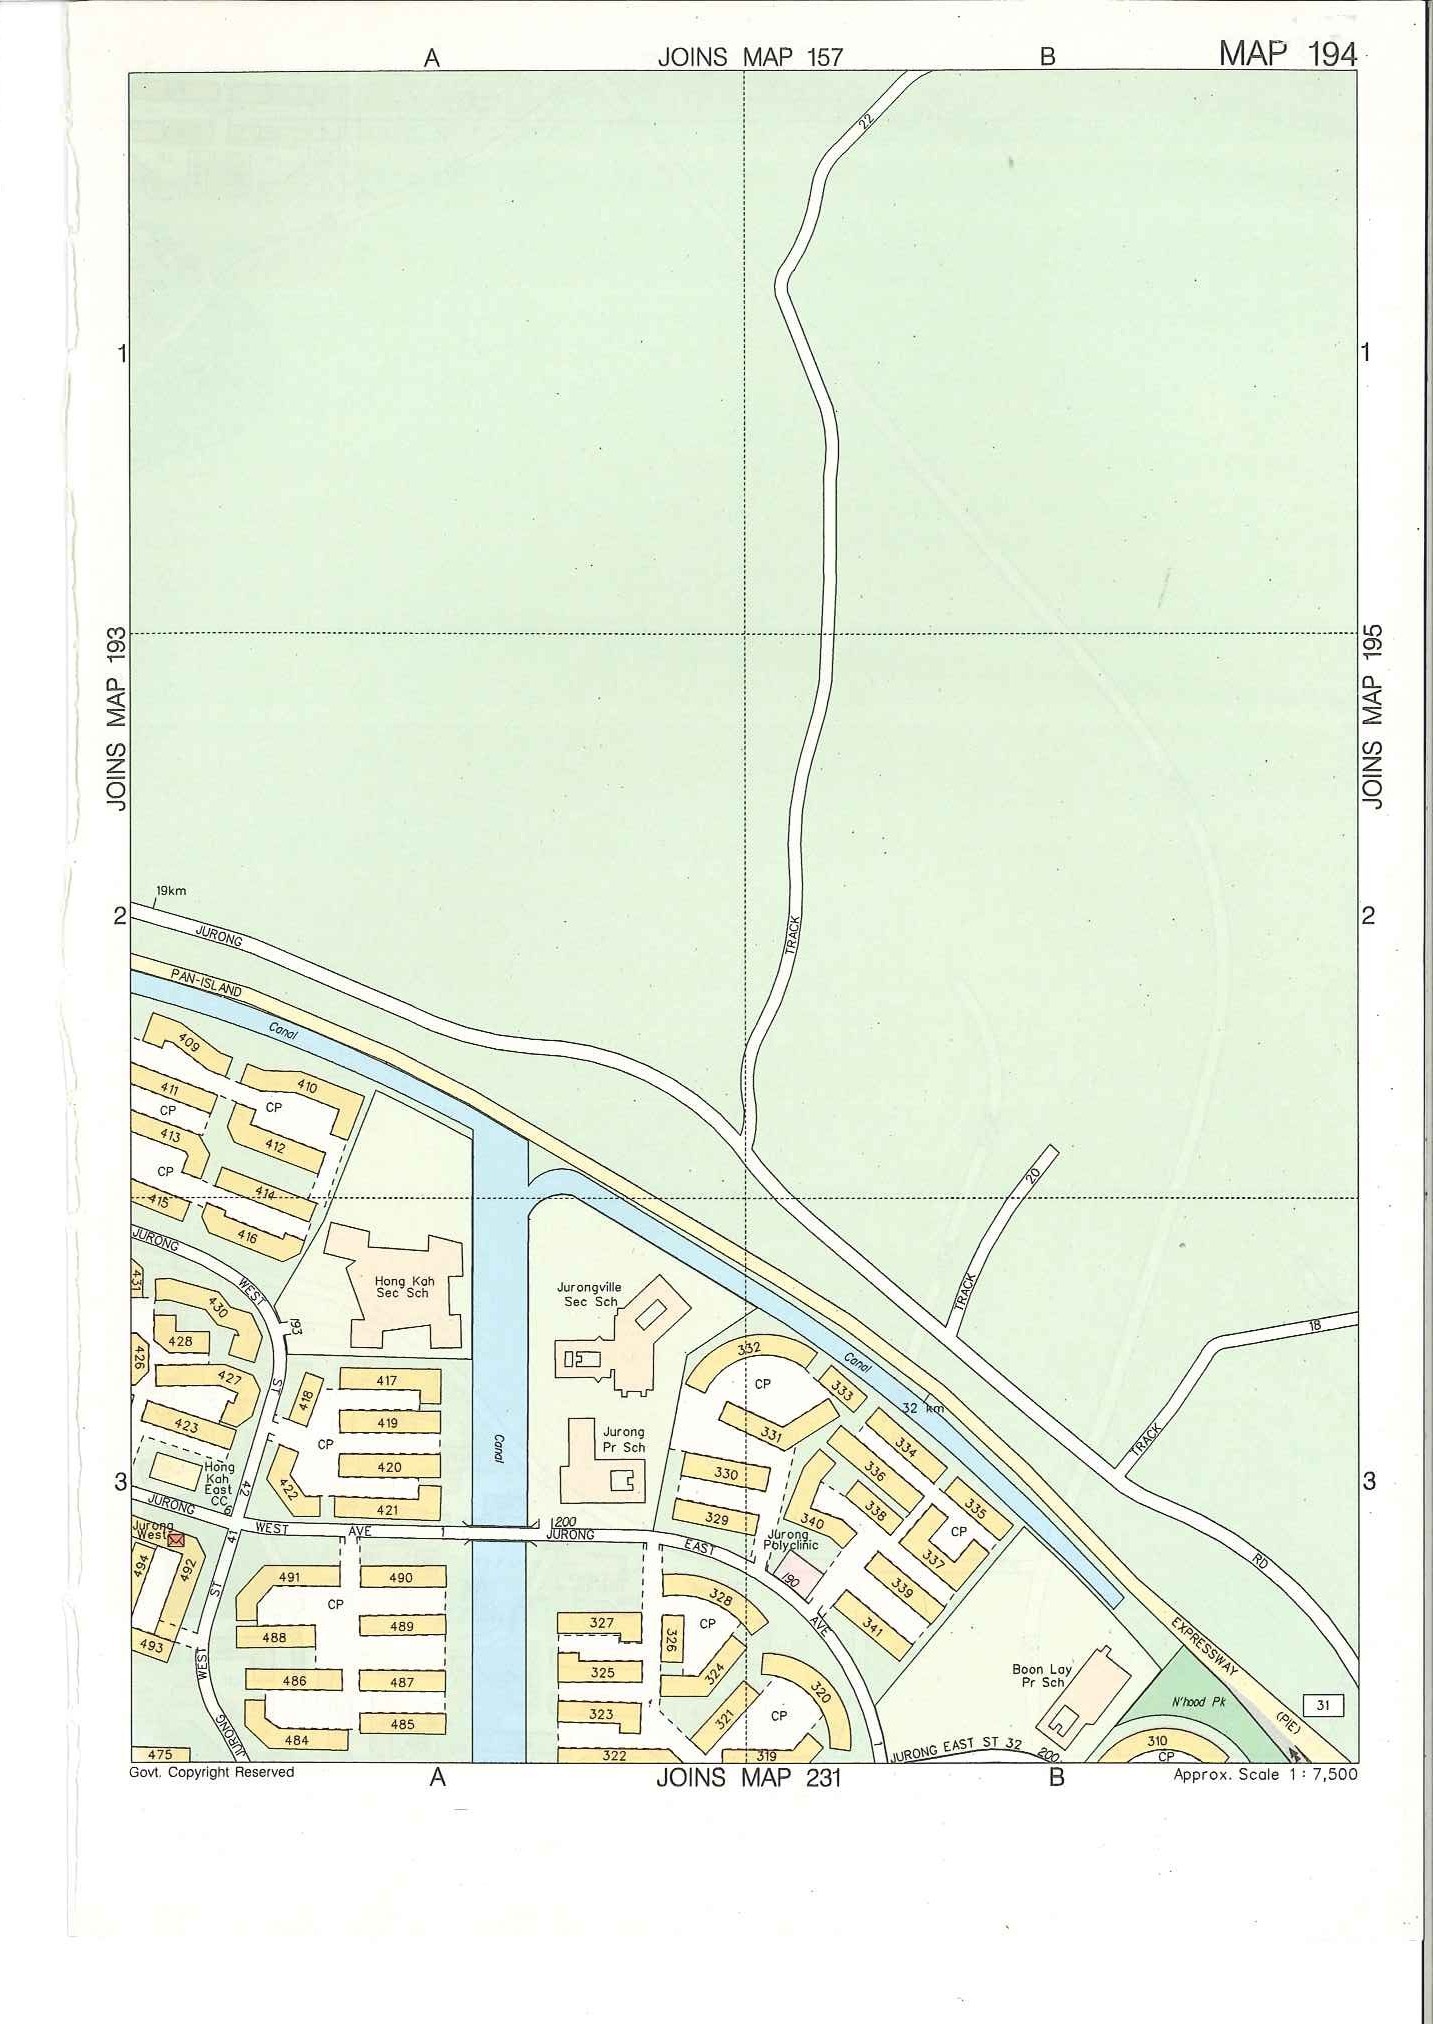 A
JOINS MAP 157
B
MAP 194
22
1
1
JOINS MAP 193
JOINS MAP 195
19km
2
2
JURONG
TRACK
PAN-ISLAND
Canal
409
410
411
CP
CP
413
412
CP
414
415
416
20
JURONG
WEST
Hong Kah
Sec Sch
Jurongville
Sec Sch
TRACK
431
430
193
18
428
332
426
427
ST
417
CP
Canal
333
418
423
419
32 km
331
TRACK
CP
Canal
Jurong
Pr Sch
334
420
330
336
3
3
Hong
Kah
East
CC
42
422
421
335
JURONG
6
329
338
340
CP
Jurong
West
41
WEST
AVE
1
200
JURONG
EAST
Jurong
Polyclinic
337
RD
494
492
491
490
190
339
ST
CP
328
488
489
327
326
CP
AVE
341
493
WEST
EXPRESSWAY
486
487
325
324
Boon Lay
Pr Sch
320
N'hood Pk
31
JURONG
485
323
321
CP
(PIE)
484
310
475
322
319
1
JURONG EAST ST 32
200
CP
Govt. Copyright Reserved
A
JOINS MAP 231
B
Approx. Scale 1 : 7,500